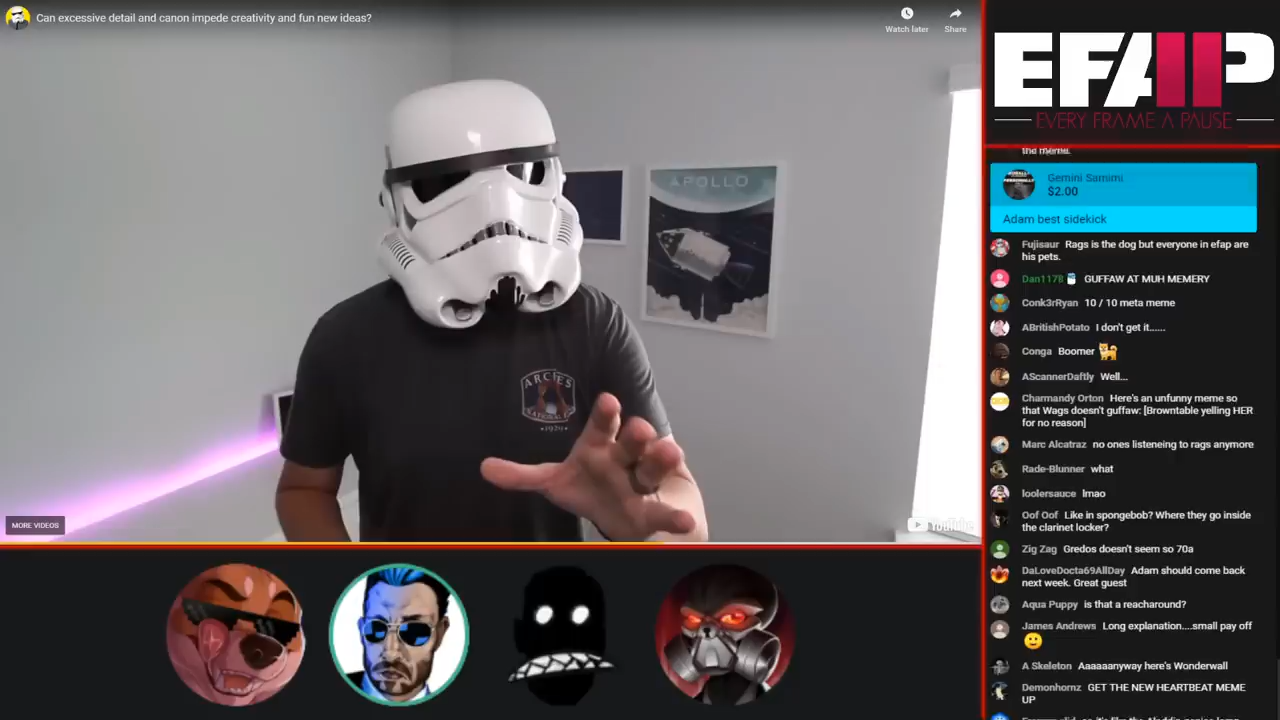 Can excessive detail and canon impede creativity and fun new ideas?
Watch later
Share
APOLLO
ARCHES
NATIONAL PARK
•1929•
MORE VIDEOS
YouTube
EFAP
EVERY FRAME A PAUSE
the meme.
Gemini Samimi
$2.00
Adam best sidekick
Fujisaur Rags is the dog but everyone in efap are
his pets.
Dan1178 GUFFAW AT MUH MEMERY
Conk3rRyan 10 / 10 meta meme
ABritishPotato I don't get it......
Conga Boomer
AScannerDaftly Well...
Charmandy Orton Here's an unfunny meme so
that Wags doesn't guffaw: [Browntable yelling HER
for no reason]
Marc Alcatraz no ones listeneing to rags anymore
Rade-Blunner what
loolersauce lmao
Oof Oof Like in spongebob? Where they go inside
the clarinet locker?
Zig Zag Gredos doesn't seem so 70a
DaLoveDocta69AllDay Adam should come back
next week. Great guest
Aqua Puppy is that a reacharound?
James Andrews Long explanation....small pay off
A Skeleton Aaaaaanyway here's Wonderwall
Demonhornz GET THE NEW HEARTBEAT MEME
UP